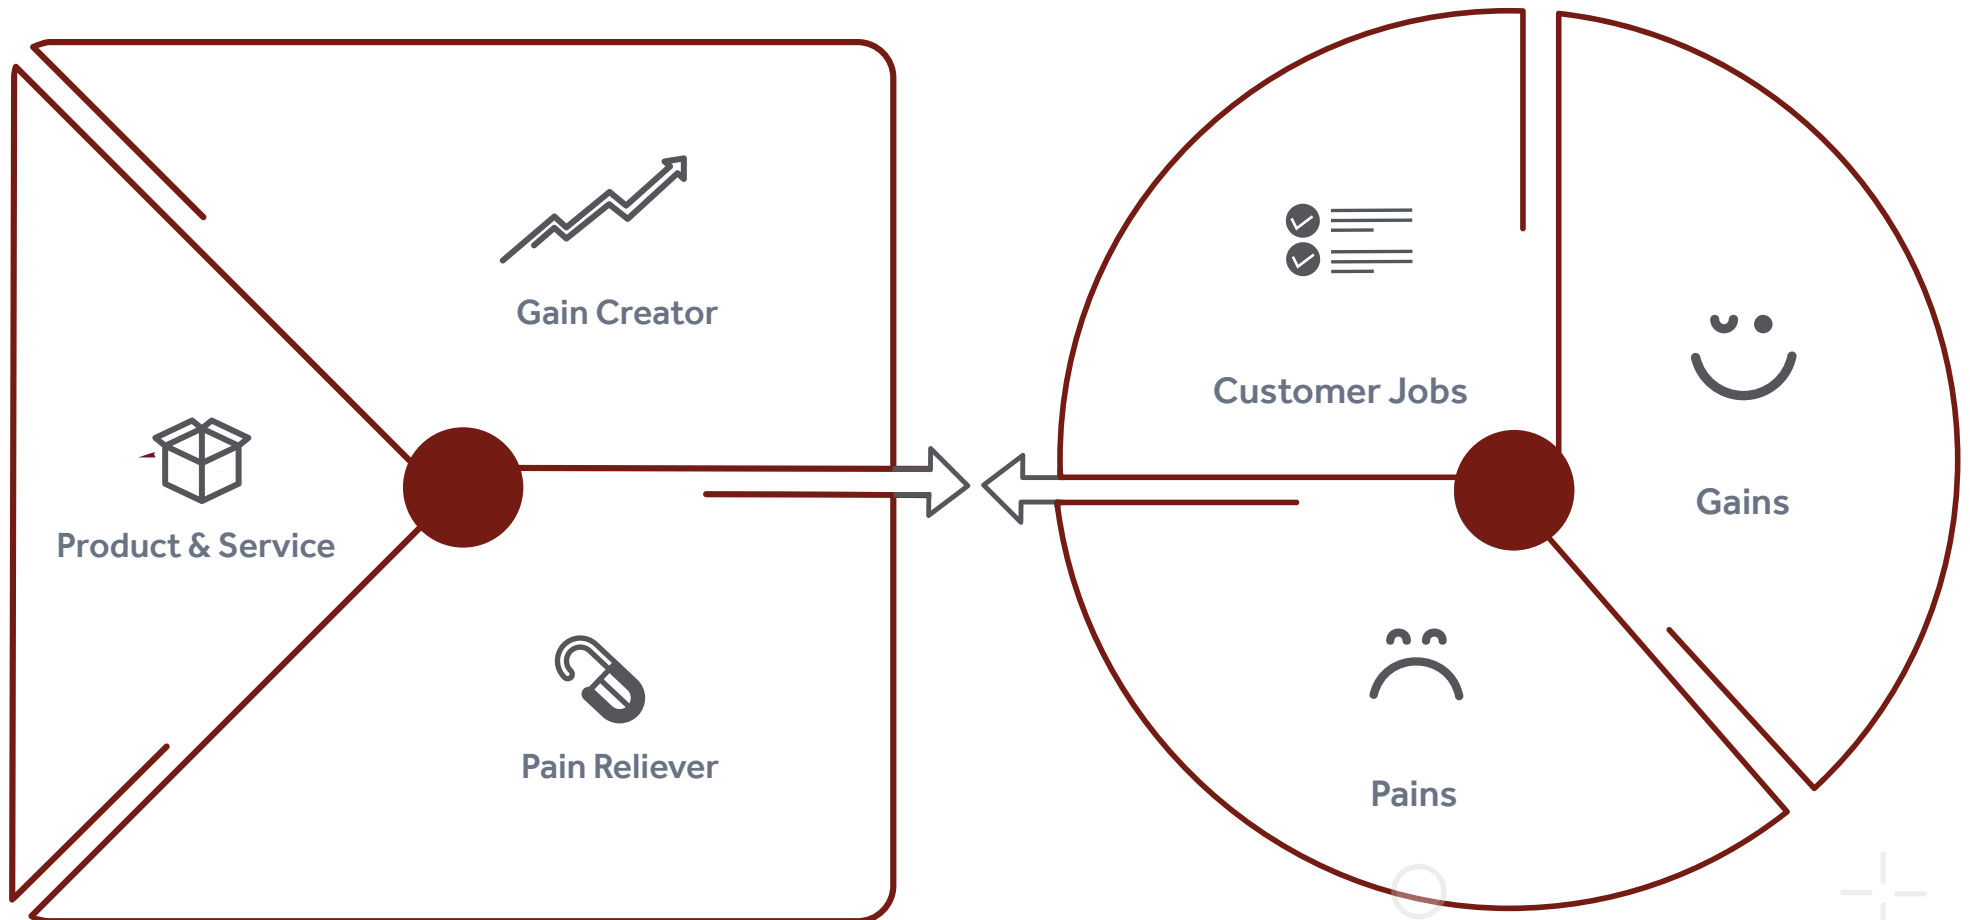 Gain Creator
Product & Service
Pain Reliever
Customer Jobs
Gains
Pains